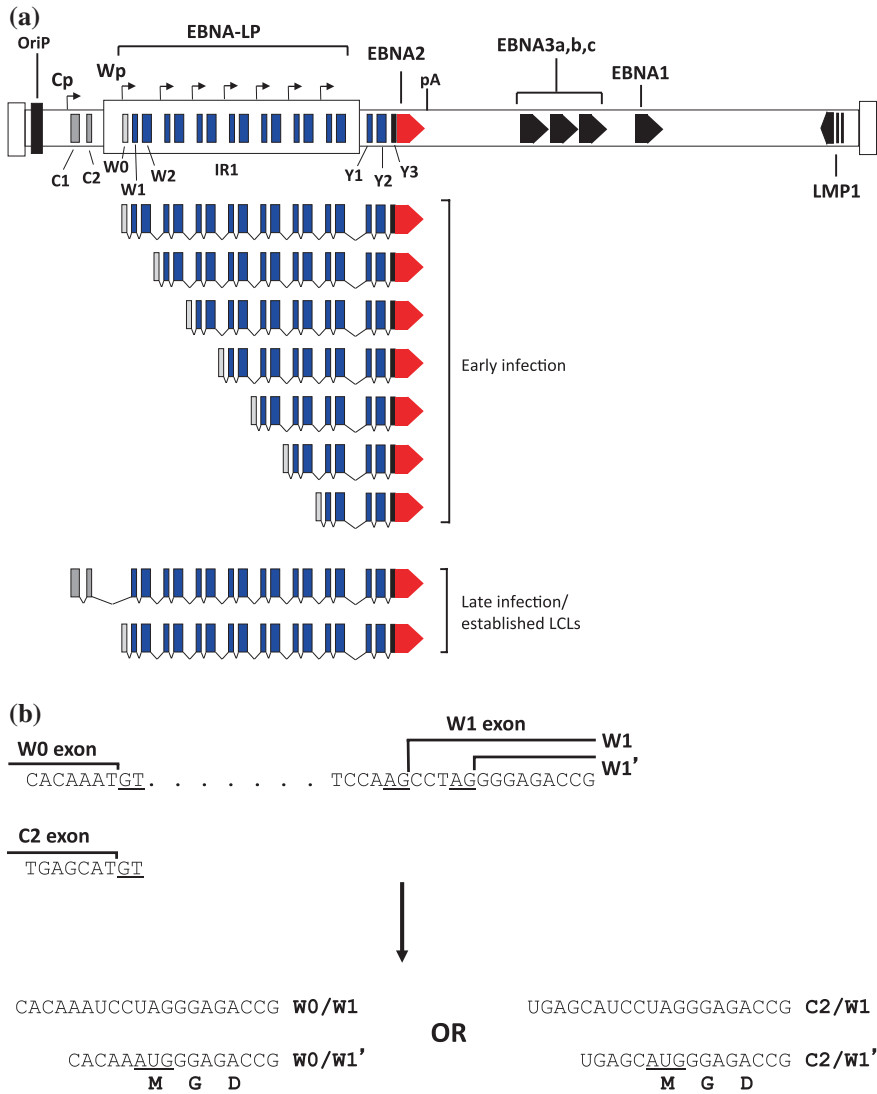 (a)
EBNA-LP
OriP
Cp
Wp
EBNA2
pA
EBNA3a,b,c
EBNA1
C1
C2
W0
W1
W2
IR1
Y1
Y2
Y3
LMP1
Early infection
Late infection/
established LCLs
(b)
W1 exon
W0 exon
W1
W1’
CACAAATGT. . . . . . . TCCAAGCCTAGGGGAGACCG
C2 exon
TGAGCATGT
CACAAAUCCUAGGGAGACCG W0/W1
UGAGCAUCCUAGGGAGACCG C2/W1
OR
CACAAAUGGGAGACCG W0/W1’
UGAGCAUGGGAGACCG C2/W1’
M G D
M G D